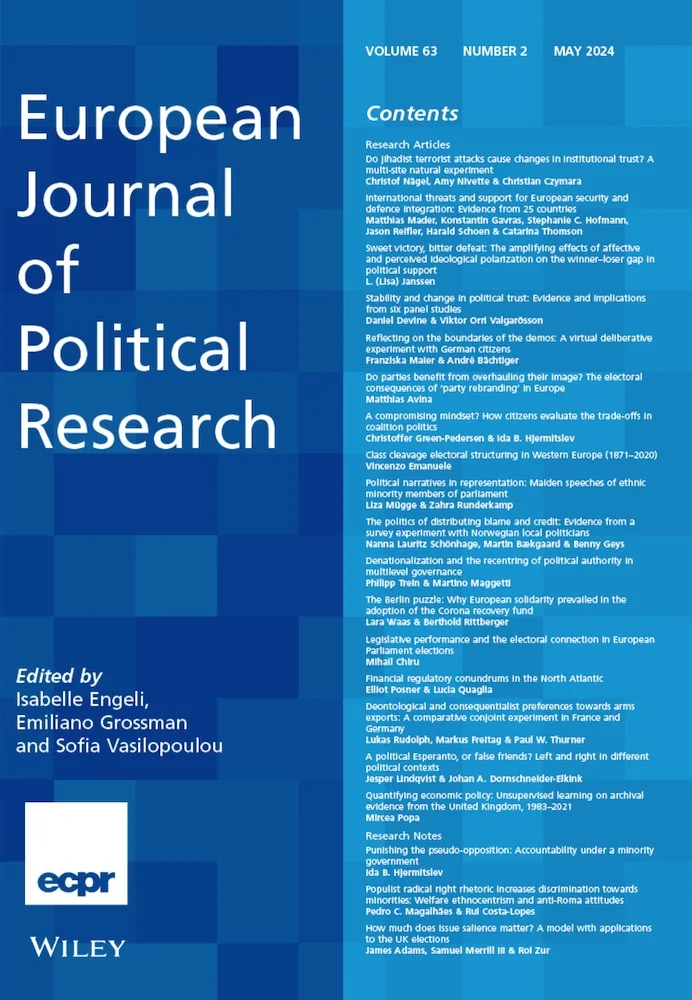 European
Journal
of
Political
Research
Edited by
Isabelle Engeli,
Emiliano Grossman
and Sofia Vasilopoulou
ecpr
WILEY
VOLUME 63 NUMBER 2 MAY 2024
Contents
Research Articles
Do jihadist terrorist attacks cause changes in institutional trust? A
multi-site natural experiment
Christof Nägel, Amy Nivette & Christian Czymara
International threats and support for European security and
defence integration: Evidence from 25 countries
Matthias Mader, Konstantin Gavras, Stephanie C. Hofmann,
Jason Reifler, Harald Schoen & Catarina Thomson
Sweet victory, bitter defeat: The amplifying effects of affective
and perceived ideological polarization on the winner–loser gap in
political support
L. (Lisa) Janssen
Stability and change in political trust: Evidence and implications
from six panel studies
Daniel Devine & Viktor Orri Valgarðsson
Reflecting on the boundaries of the demos: A virtual deliberative
experiment with German citizens
Franziska Maier & André Bächtiger
Do parties benefit from overhauling their image? The electoral
consequences of ‘party rebranding’ in Europe
Matthias Avina
A compromising mindset? How citizens evaluate the trade-offs in
coalition politics
Christoffer Green-Pedersen & Ida B. Hjermitslev
Class cleavage electoral structuring in Western Europe (1871–2020)
Vincenzo Emanuele
Political narratives in representation: Maiden speeches of ethnic
minority members of parliament
Liza Mügge & Zahra Runderkamp
The politics of distributing blame and credit: Evidence from a
survey experiment with Norwegian local politicians
Nanna Lauritz Schönhage, Martin Bækgaard & Benny Geys
Denationalization and the recentring of political authority in
multilevel governance
Philipp Trein & Martino Maggetti
The Berlin puzzle: Why European solidarity prevailed in the
adoption of the Corona recovery fund
Lara Waas & Berthold Rittberger
Legislative performance and the electoral connection in European
Parliament elections
Mihail Chiru
Financial regulatory conundrums in the North Atlantic
Elliot Posner & Lucia Quaglia
Deontological and consequentialist preferences towards arms
exports: A comparative conjoint experiment in France and
Germany
Lukas Rudolph, Markus Freitag & Paul W. Thurner
A political Esperanto, or false friends? Left and right in different
political contexts
Jesper Lindqvist & Johan A. Dornschneider-Elkink
Quantifying economic policy: Unsupervised learning on archival
evidence from the United Kingdom, 1983–2021
Mircea Popa
Research Notes
Punishing the pseudo-opposition: Accountability under a minority
government
Ida B. Hjermitslev
Populist radical right rhetoric increases discrimination towards
minorities: Welfare ethnocentrism and anti-Roma attitudes
Pedro C. Magalhães & Rui Costa-Lopes
How much does issue salience matter? A model with applications
to the UK elections
James Adams, Samuel Merrill III & Roi Zur